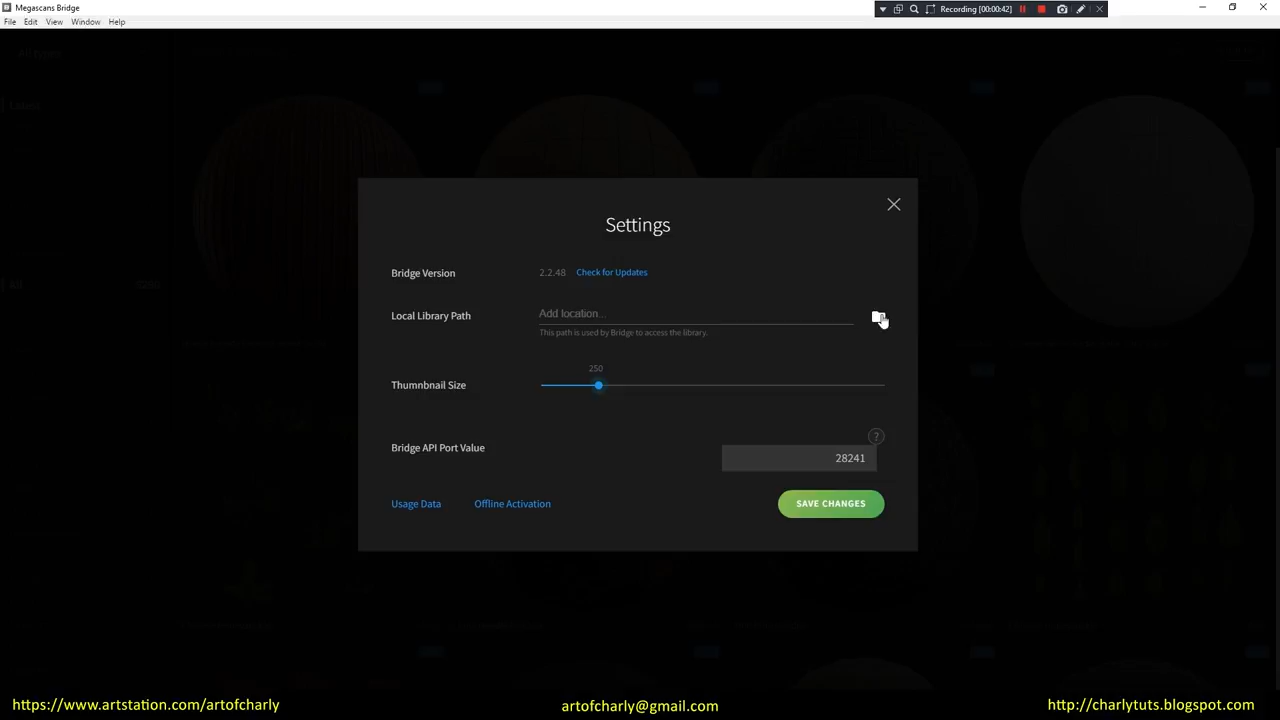 Megascans Bridge
Recording [00:00:42]
File Edit View Window Help
Settings
Bridge Version 2.2.48 Check for Updates
Local Library Path Add location...
This path is used by Bridge to access the library.
250
Thumnbnail Size
?
Bridge API Port Value 28241
Usage Data Offline Activation SAVE CHANGES
https://www.artstation.com/artofcharly artofcharly@gmail.com http://charlytuts.blogspot.com